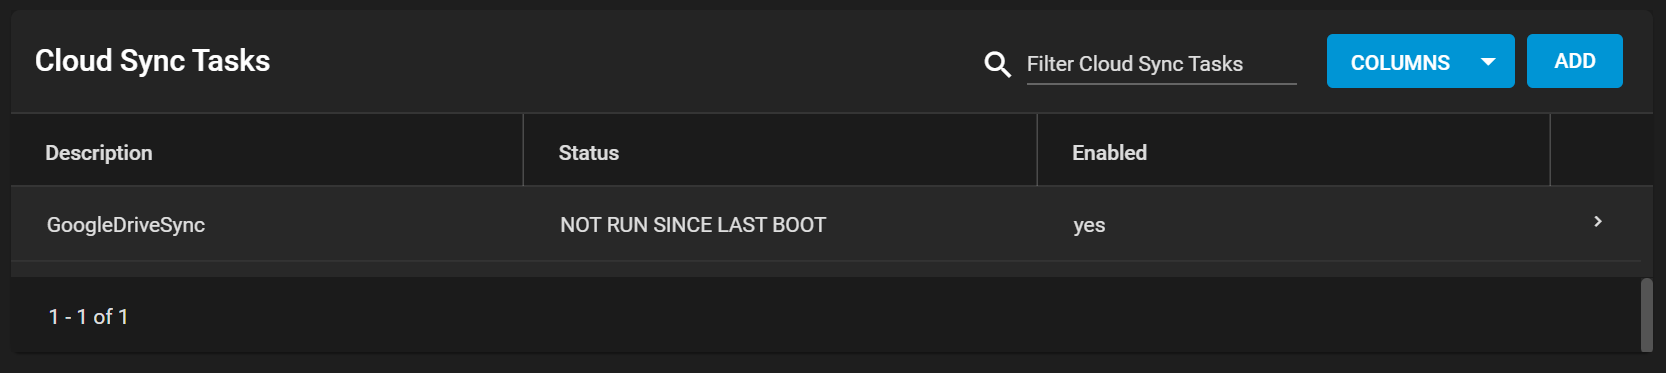 Cloud Sync Tasks
Filter Cloud Sync Tasks
COLUMNS
ADD
Description Status Enabled
GoogleDriveSync NOT RUN SINCE LAST BOOT yes
1 - 1 of 1